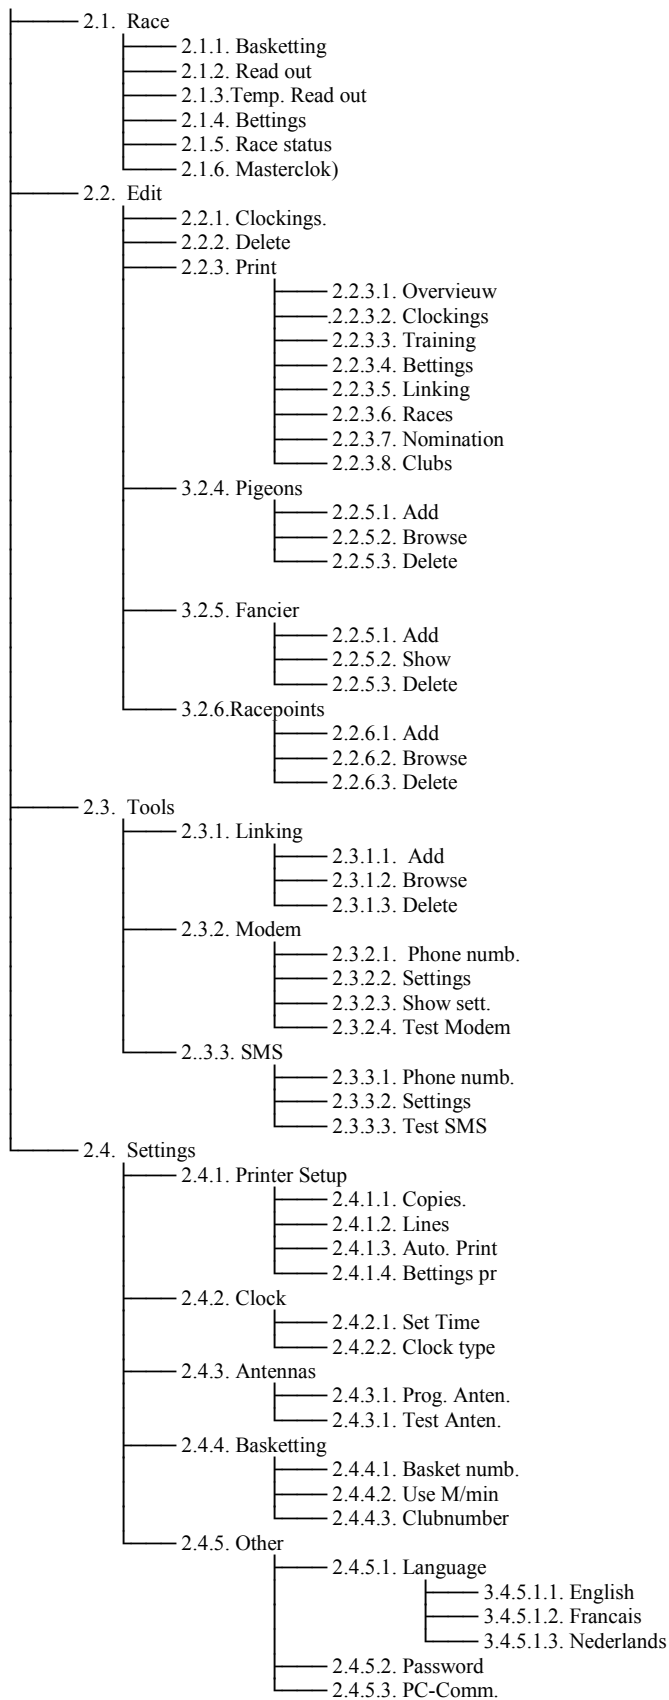 2.1. Race
2.1.1. Basketting
2.1.2. Read out
2.1.3.Temp. Read out
2.1.4. Bettings
2.1.5. Race status
2.1.6. Masterclok)
2.2. Edit
2.2.1. Clockings.
2.2.2. Delete
2.2.3. Print
2.2.3.1. Overvieuw
.2.2.3.2. Clockings
2.2.3.3. Training
2.2.3.4. Bettings
2.2.3.5. Linking
2.2.3.6. Races
2.2.3.7. Nomination
2.2.3.8. Clubs
3.2.4. Pigeons
2.2.5.1. Add
2.2.5.2. Browse
2.2.5.3. Delete
3.2.5. Fancier
2.2.5.1. Add
2.2.5.2. Show
2.2.5.3. Delete
3.2.6.Racepoints
2.2.6.1. Add
2.2.6.2. Browse
2.2.6.3. Delete
2.3. Tools
2.3.1. Linking
2.3.1.1. Add
2.3.1.2. Browse
2.3.1.3. Delete
2.3.2. Modem
2.3.2.1. Phone numb.
2.3.2.2. Settings
2.3.2.3. Show sett.
2.3.2.4. Test Modem
2..3.3. SMS
2.3.3.1. Phone numb.
2.3.3.2. Settings
2.3.3.3. Test SMS
2.4. Settings
2.4.1. Printer Setup
2.4.1.1. Copies.
2.4.1.2. Lines
2.4.1.3. Auto. Print
2.4.1.4. Bettings pr
2.4.2. Clock
2.4.2.1. Set Time
2.4.2.2. Clock type
2.4.3. Antennas
2.4.3.1. Prog. Anten.
2.4.3.1. Test Anten.
2.4.4. Basketting
2.4.4.1. Basket numb.
2.4.4.2. Use M/min
2.4.4.3. Clubnumber
2.4.5. Other
2.4.5.1. Language
3.4.5.1.1. English
3.4.5.1.2. Francais
3.4.5.1.3. Nederlands
2.4.5.2. Password
2.4.5.3. PC-Comm.